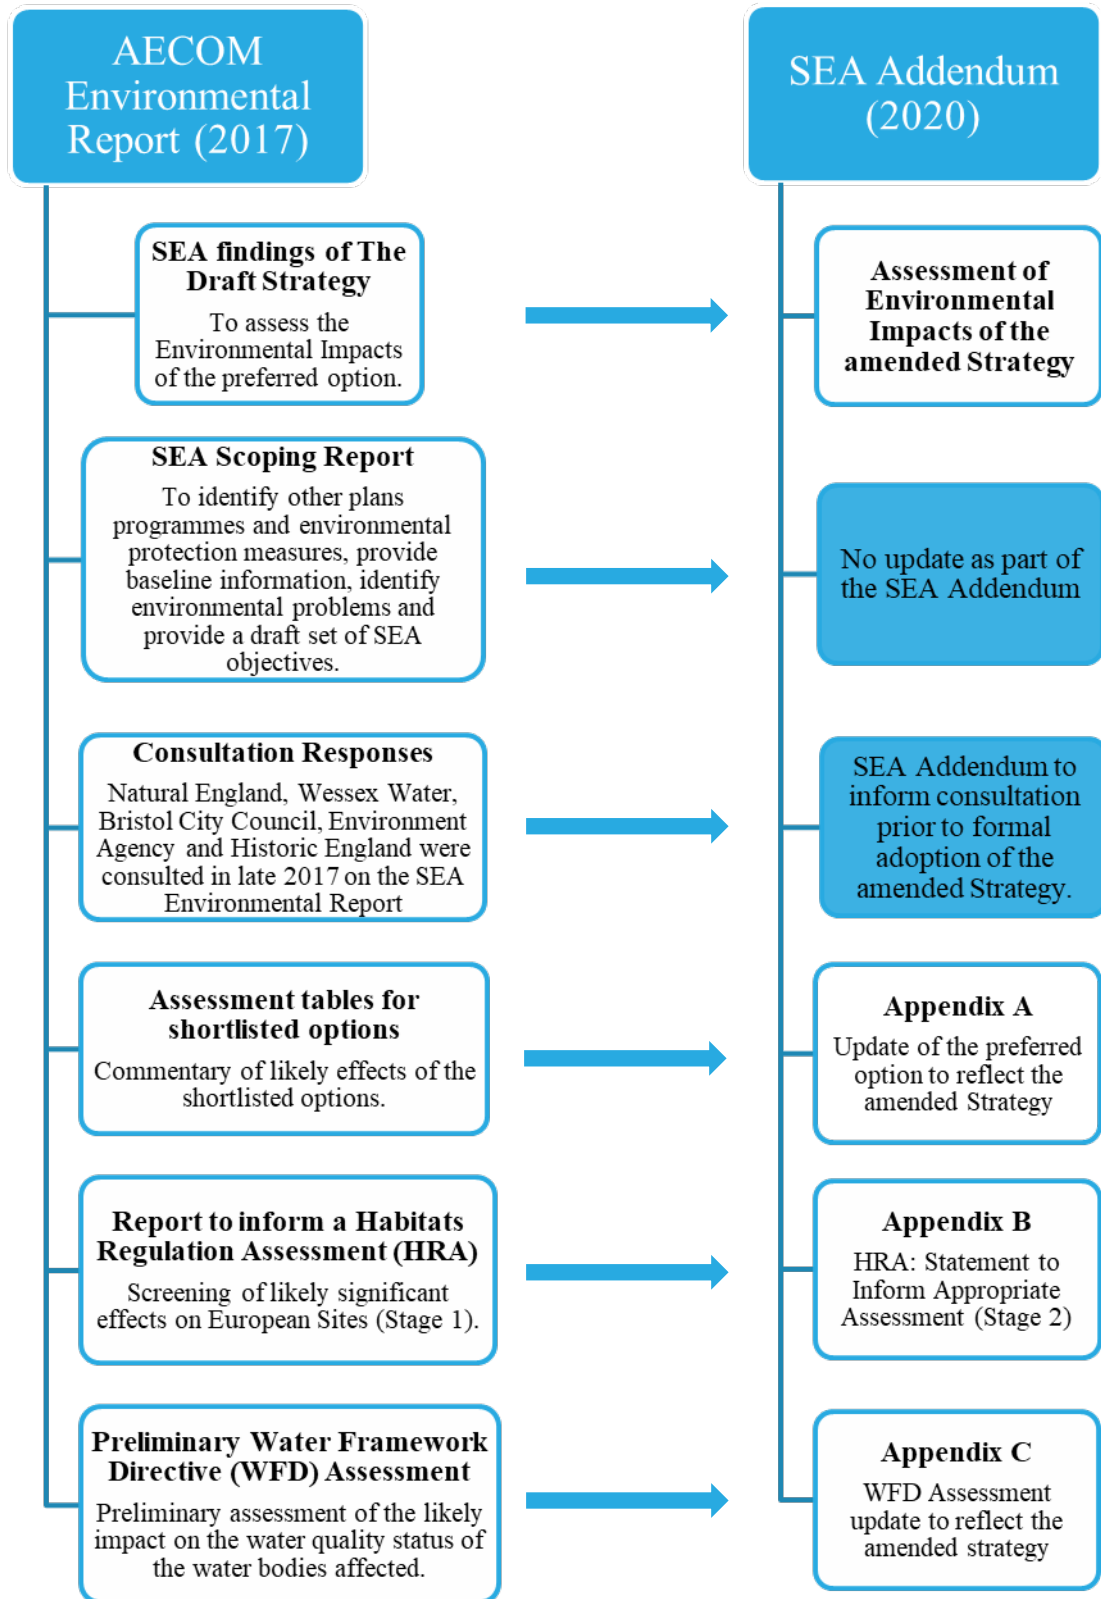 AECOM
Environmental
Report (2017)
SEA Addendum
(2020)
SEA findings of The
Draft Strategy
To assess the
Environmental Impacts
of the preferred option.
Assessment of
Environmental
Impacts of the
amended Strategy
SEA Scoping Report
To identify other plans
programmes and environmental
protection measures, provide
baseline information, identify
environmental problems and
provide a draft set of SEA
objectives.
No update as part of
the SEA Addendum
Consultation Responses
Natural England, Wessex Water,
Bristol City Council, Environment
Agency and Historic England were
consulted in late 2017 on the SEA
Environmental Report
SEA Addendum to
inform consultation
prior to formal
adoption of the
amended Strategy.
Assessment tables for
shortlisted options
Commentary of likely effects of the
shortlisted options.
Appendix A
Update of the preferred
option to reflect the
amended Strategy
Report to inform a Habitats
Regulation Assessment (HRA)
Screening of likely significant
effects on European Sites (Stage 1).
Appendix B
HRA: Statement to
Inform Appropriate
Assessment (Stage 2)
Preliminary Water Framework
Directive (WFD) Assessment
Preliminary assessment of the likely
impact on the water quality status of
the water bodies affected.
Appendix C
WFD Assessment
update to reflect the
amended strategy